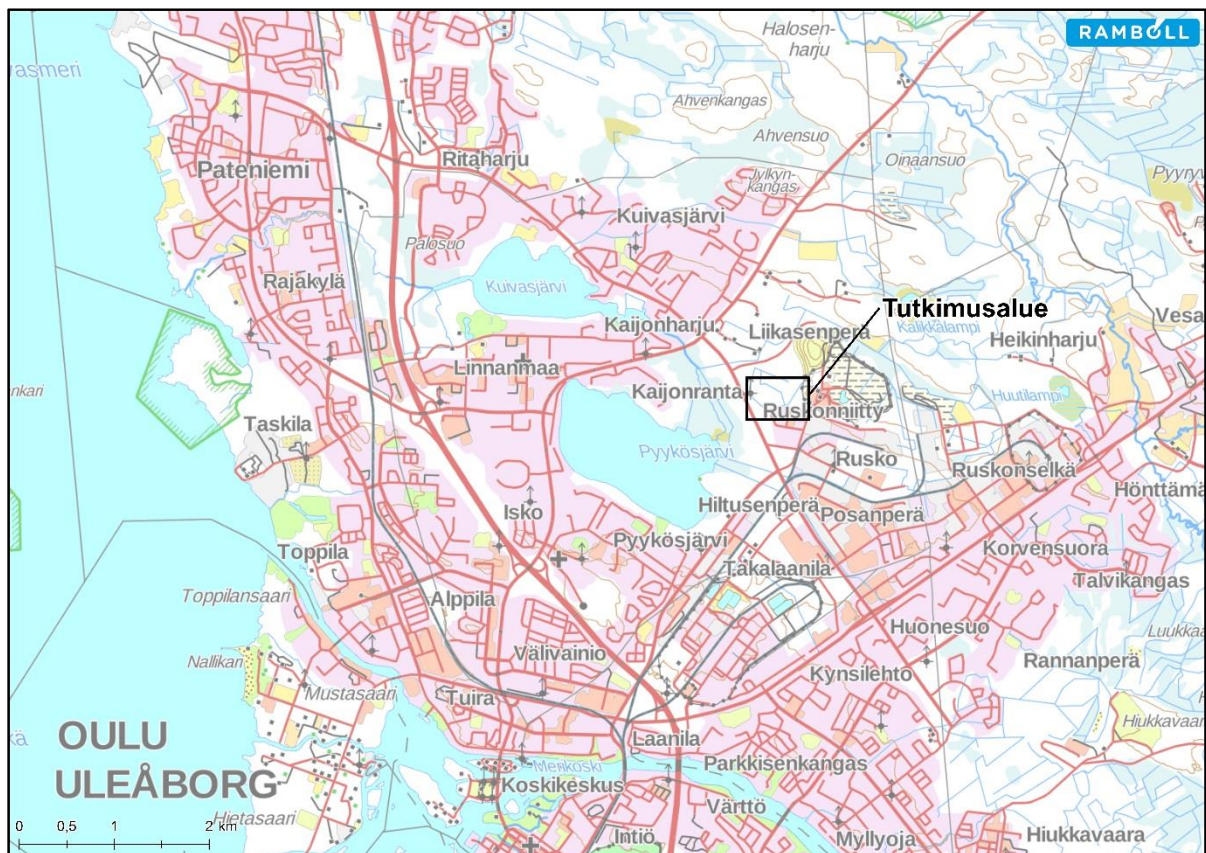 RAMBOLL
Halosen-
harju
vasmeri
Ahvenkangas
Ahvensuo
Oinaansuo
Pateniemi
Ritaharju
Jylkyn-
kangas
Pyyryv
Kuivasjärvi
Palosuo
Rajakylä
Kuivasjärvi
Tutkimusalue
Kaijonharju
Liikasenperä
Kalikkalampi
Vesa
Heikinharju
Linnanmaa
nkari
Kaijonranta
Ruskonniitty
Huutilampi
Taskila
Pyykösjärvi
Rusko
Ruskonselkä
Hönttämä
Isko
Hiltusenperä
Posanperä
Toppila
Pyykösjärvi
Korvensuora
Takalaanila
Talvikangas
Toppilansaari
Alppila
Huonesuo
Luukkaa
Nallikari
Välivainio
Rannanperä
Mustasaari
Tuira
Kynsilehto
Hiukkavaara
OULU
kä
Laanila
ULEÅBORG
Merikoski
Parkkisenkangas
Koskikeskus
Värttö
Hietasaari
0 0,5 1 2 km
Intiö
Myllyoja
Hiukkavaara